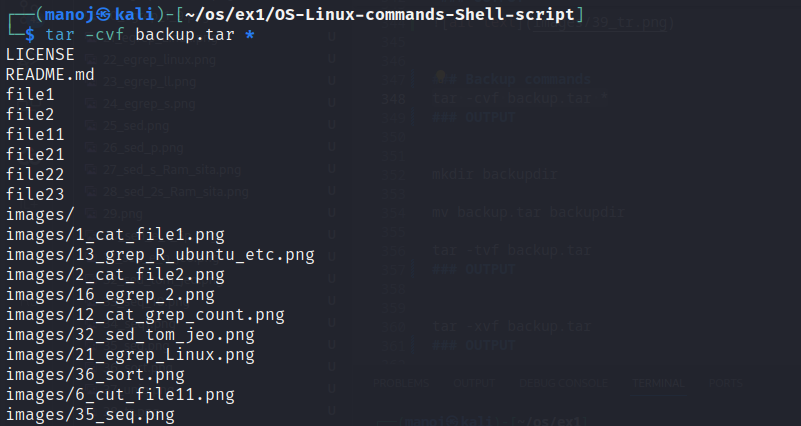 ┌──(manoj㉿kali)-[~/os/ex1/OS-Linux-commands-Shell-script]
└─$ tar -cvf backup.tar *
LICENSE
README.md
file1
file2
file11
file21
file22
file23
images/
images/1_cat_file1.png
images/13_grep_R_ubuntu_etc.png
images/2_cat_file2.png
images/16_egrep_2.png
images/12_cat_grep_count.png
images/32_sed_tom_jeo.png
images/21_egrep_Linux.png
images/36_sort.png
images/6_cut_file11.png
images/35_seq.png
22_egrep_linux.png
23_egrep_ll.png
24_egrep_s.png
25_sed.png
26_sed_p.png
27_sed_s_Ram_sita.png
28_sed_2s_Ram_sita.png
29.png
39_tr.png)
# Backup commands
348
tar -cvf backup.tar *
### OUTPUT
mkdir backupdir
mv backup.tar backupdir
tar -tvf backup.tar
### OUTPUT
tar -xvf backup.tar
### OUTPUT
PROBLEMS OUTPUT DEBUG CONSOLE TERMINAL PORTS